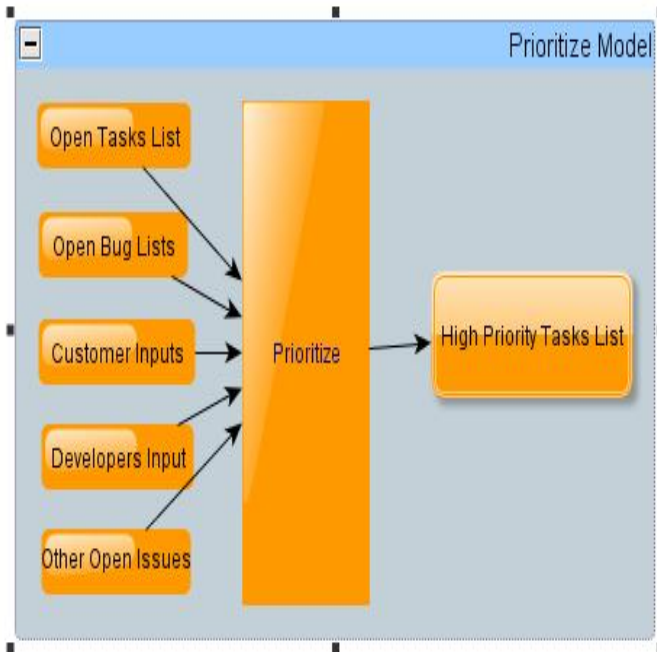 Prioritize Model
Open Tasks List
Open Bug Lists
Customer Inputs
Developers Input
Other Open Issues
Prioritize
High Priority Tasks List